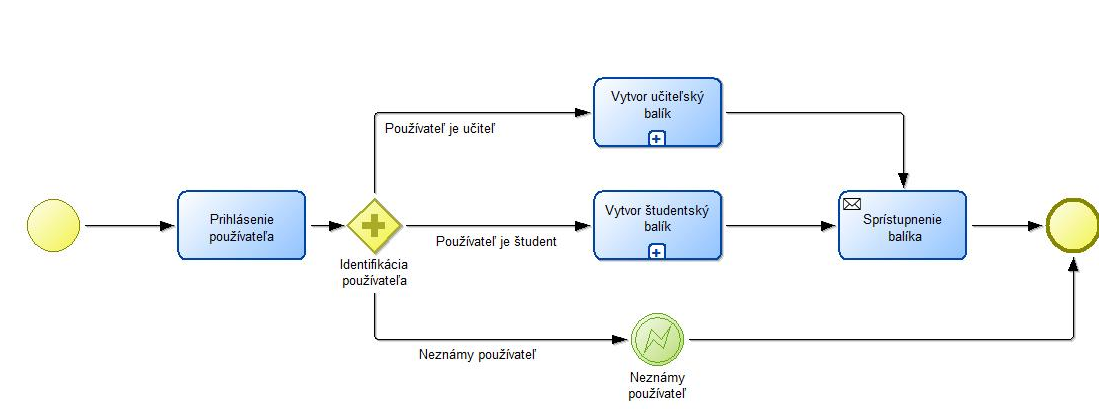 Vytvor učiteľský
balík
Používateľ je učiteľ
Prihlásenie
používateľa
Vytvor študentský
balík
Sprístupnenie
balíka
Používateľ je študent
Identifikácia
používateľa
Neznámy používateľ
Neznámy
používateľ